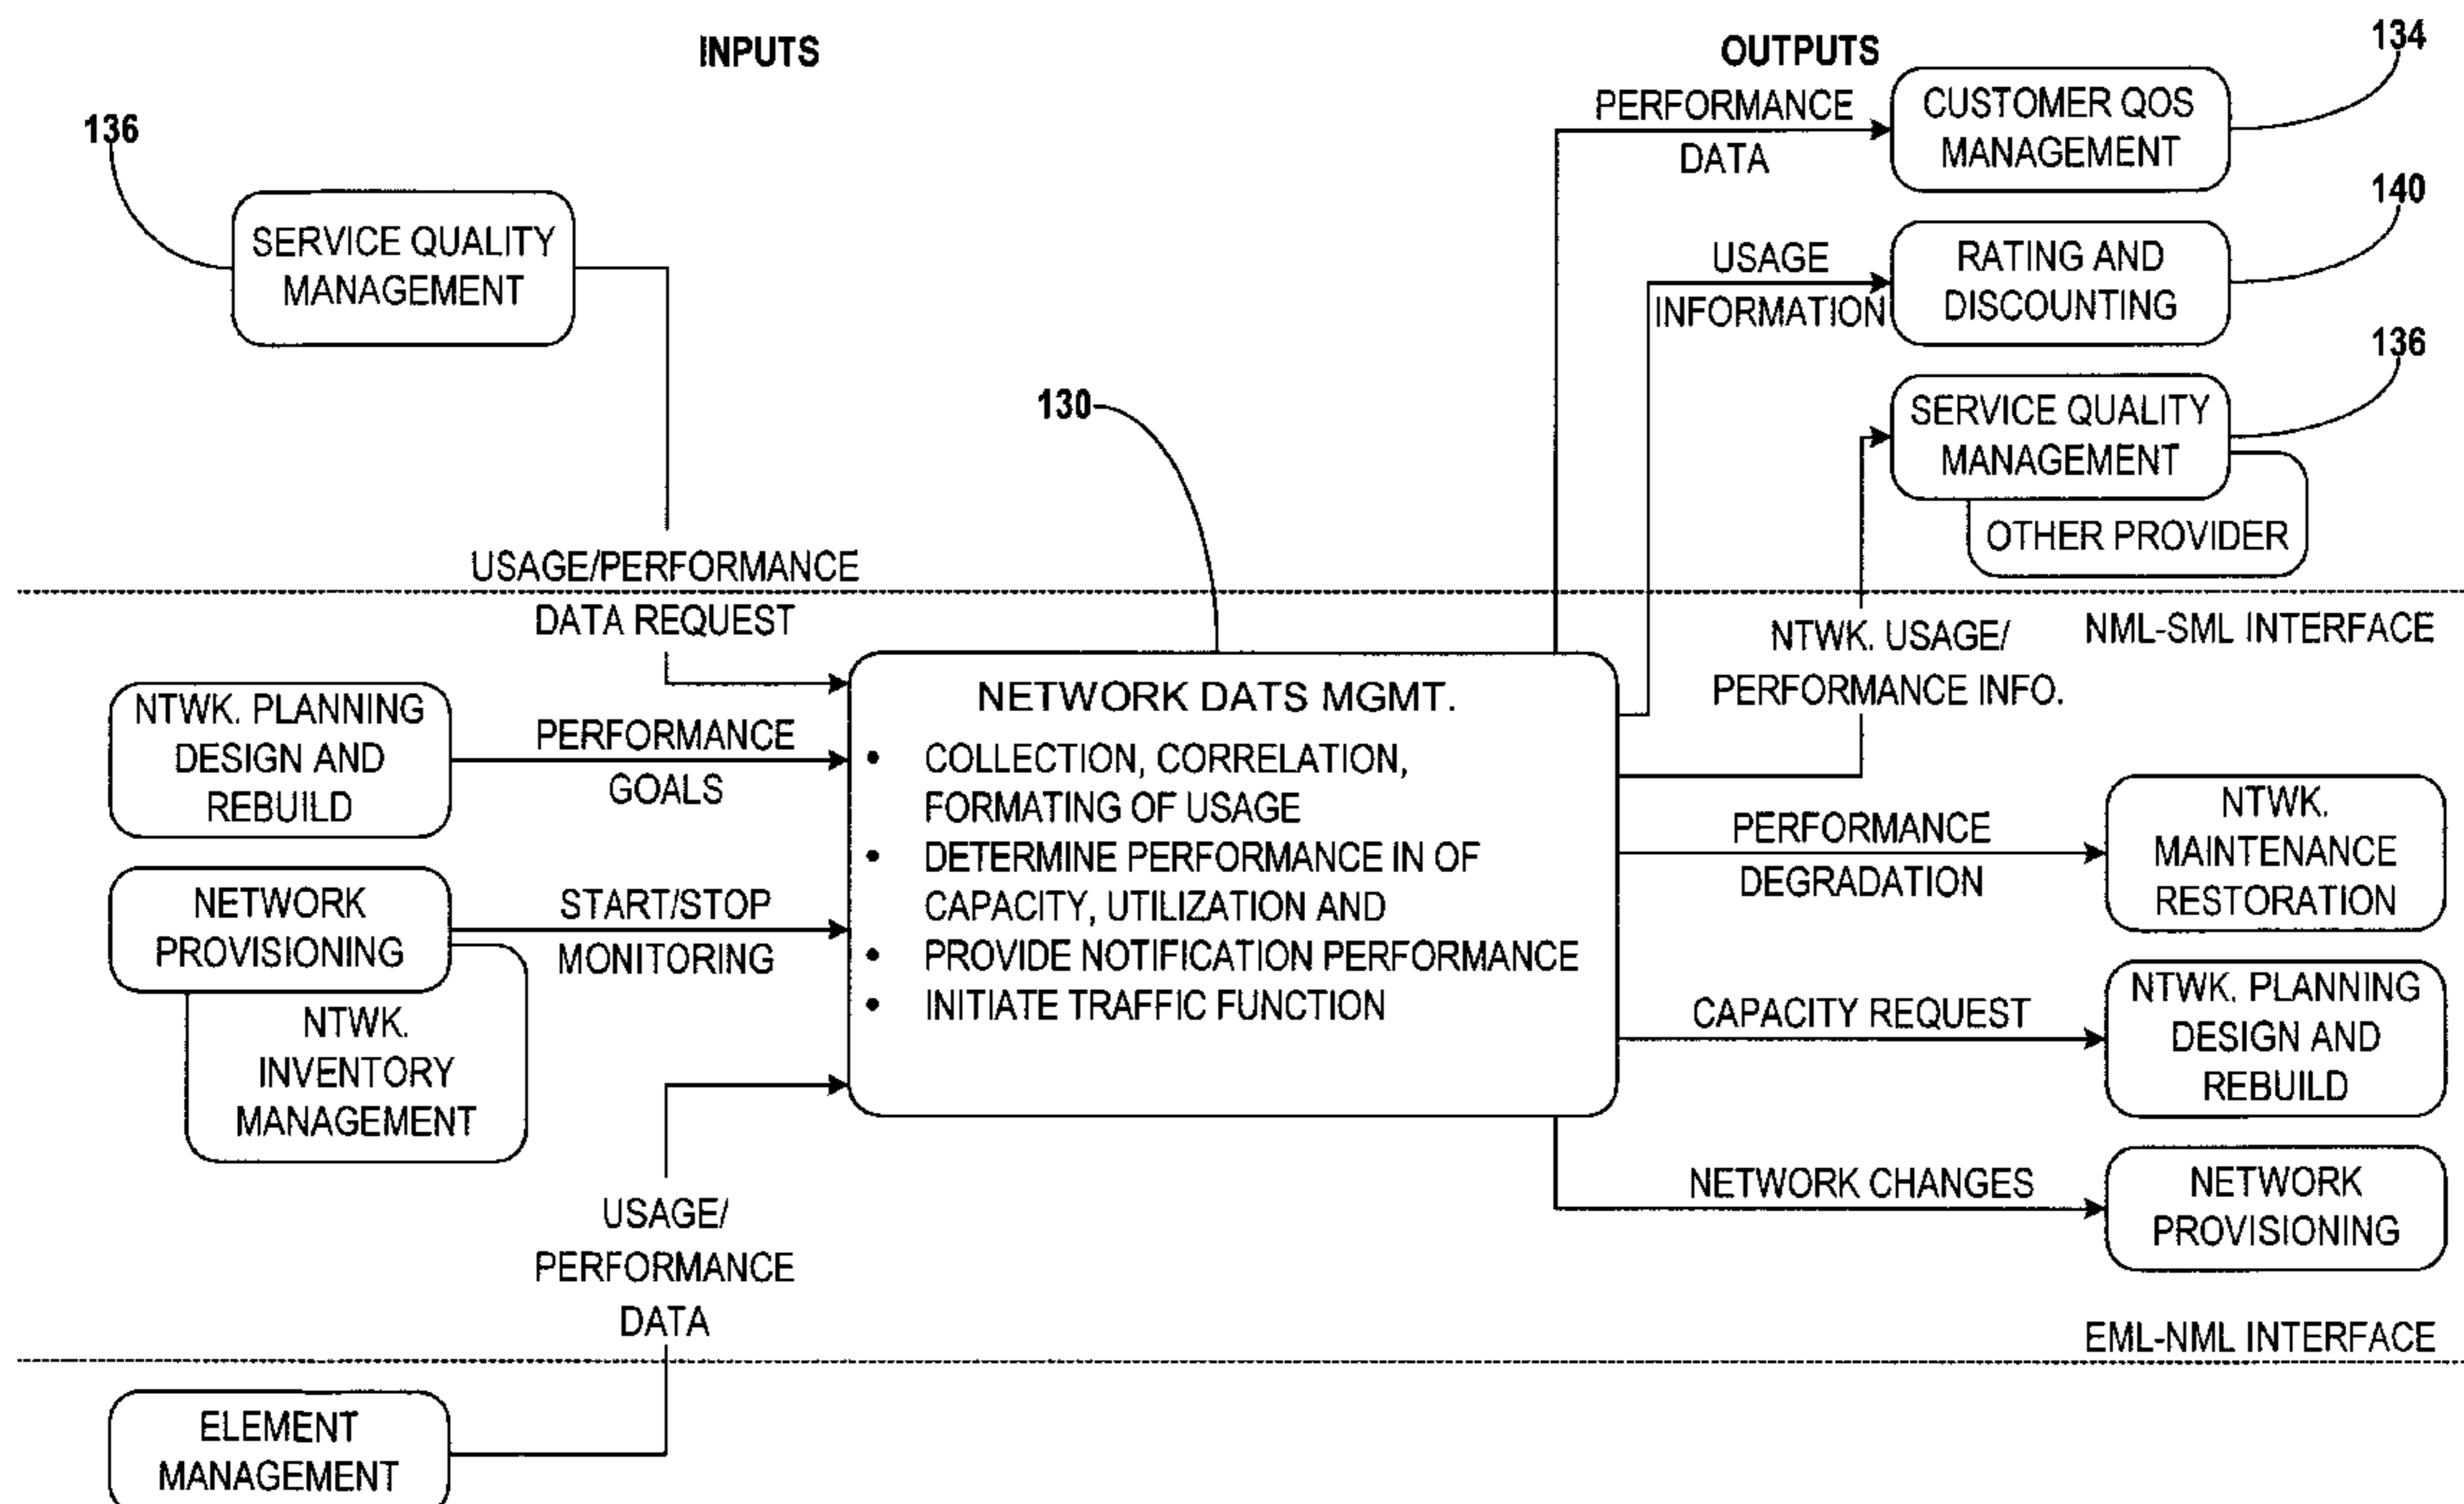 INPUTS
OUTPUTS
134
136
PERFORMANCE
DATA
CUSTOMER QOS
MANAGEMENT
140
SERVICE QUALITY
MANAGEMENT
USAGE
INFORMATION
RATING AND
DISCOUNTING
136
130
SERVICE QUALITY
MANAGEMENT
OTHER PROVIDER
USAGE/PERFORMANCE
DATA REQUEST
NTWK. USAGE/
PERFORMANCE INFO.
NML-SML INTERFACE
NTWK. PLANNING
DESIGN AND
REBUILD
PERFORMANCE
GOALS
NETWORK DATS MGMT.
• COLLECTION, CORRELATION,
FORMATING OF USAGE
• DETERMINE PERFORMANCE IN OF
CAPACITY, UTILIZATION AND
• PROVIDE NOTIFICATION PERFORMANCE
• INITIATE TRAFFIC FUNCTION
PERFORMANCE
DEGRADATION
NTWK.
MAINTENANCE
RESTORATION
NETWORK
PROVISIONING
START/STOP
MONITORING
NTWK.
INVENTORY
MANAGEMENT
CAPACITY REQUEST
NTWK. PLANNING
DESIGN AND
REBUILD
NETWORK CHANGES
NETWORK
PROVISIONING
USAGE/
PERFORMANCE
DATA
EML-NML INTERFACE
ELEMENT
MANAGEMENT